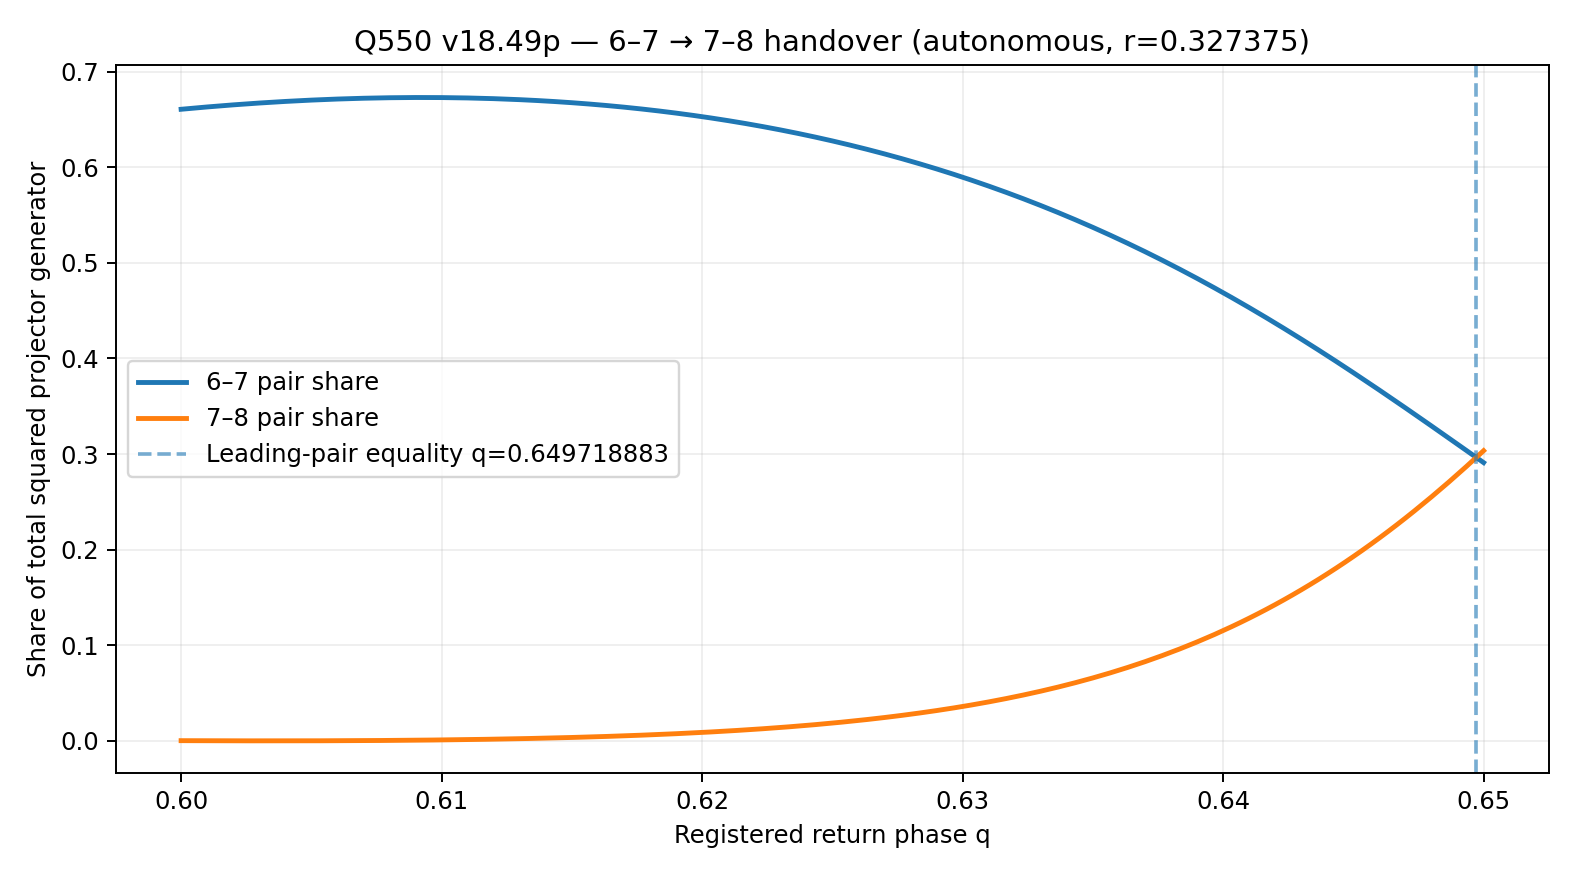 Q550 v18.49p — 6–7 → 7–8 handover (autonomous, r=0.327375)
Share of total squared projector generator
0.7
0.6
0.5
0.4
0.3
0.2
0.1
0.0
6–7 pair share
7–8 pair share
Leading-pair equality q=0.649718883
0.60 0.61 0.62 0.63 0.64 0.65
Registered return phase q